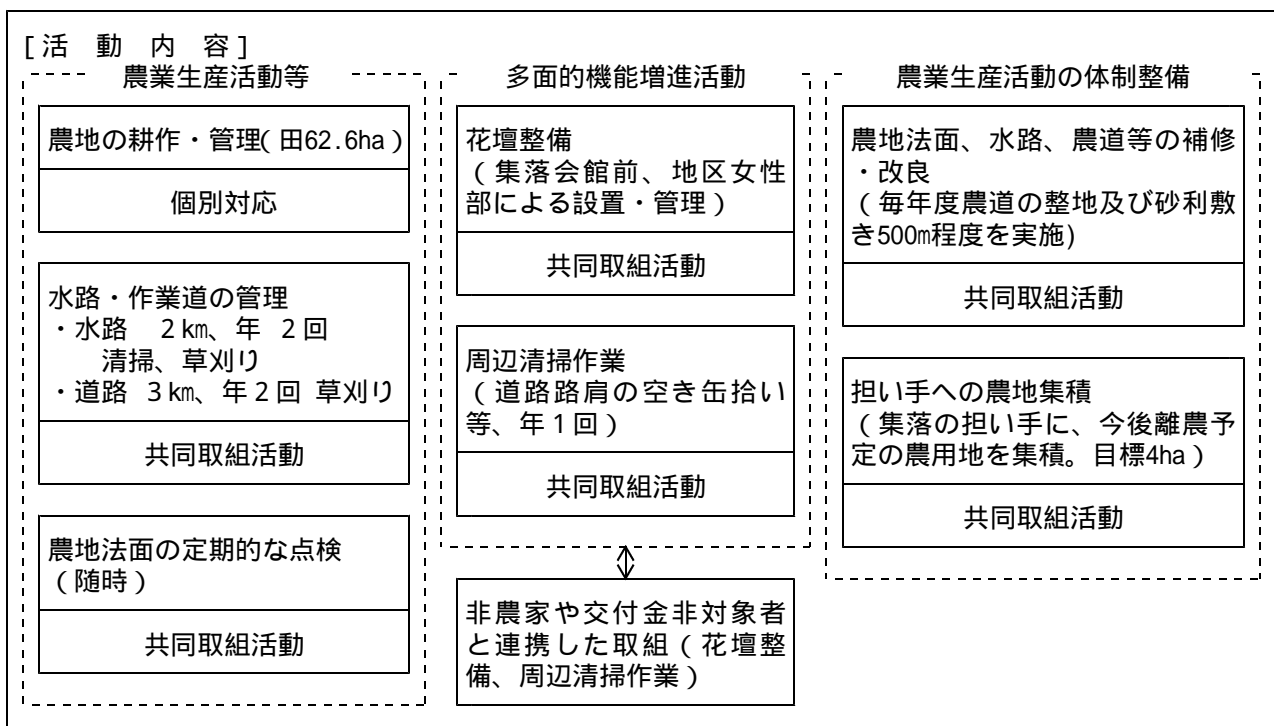 [活 動 内 容]
農業生産活動等
農地の耕作・管理(田62.6ha)
個別対応
水路・作業道の管理
・水路 2㎞、年 2回
清掃、草刈り
・道路 3㎞、年2回 草刈り
共同取組活動
農地法面の定期的な点検
(随時)
共同取組活動
多面的機能増進活動
花壇整備
(集落会館前、地区女性
部による設置・管理)
共同取組活動
周辺清掃作業
(道路路肩の空き缶拾い
等、年1回)
共同取組活動
非農家や交付金非対象者
と連携した取組(花壇整
備、周辺清掃作業)
農業生産活動の体制整備
農地法面、水路、農道等の補修
・改良
(毎年度農道の整地及び砂利敷
き500m程度を実施)
共同取組活動
担い手への農地集積
(集落の担い手に、今後離農予
定の農用地を集積。目標4ha)
共同取組活動